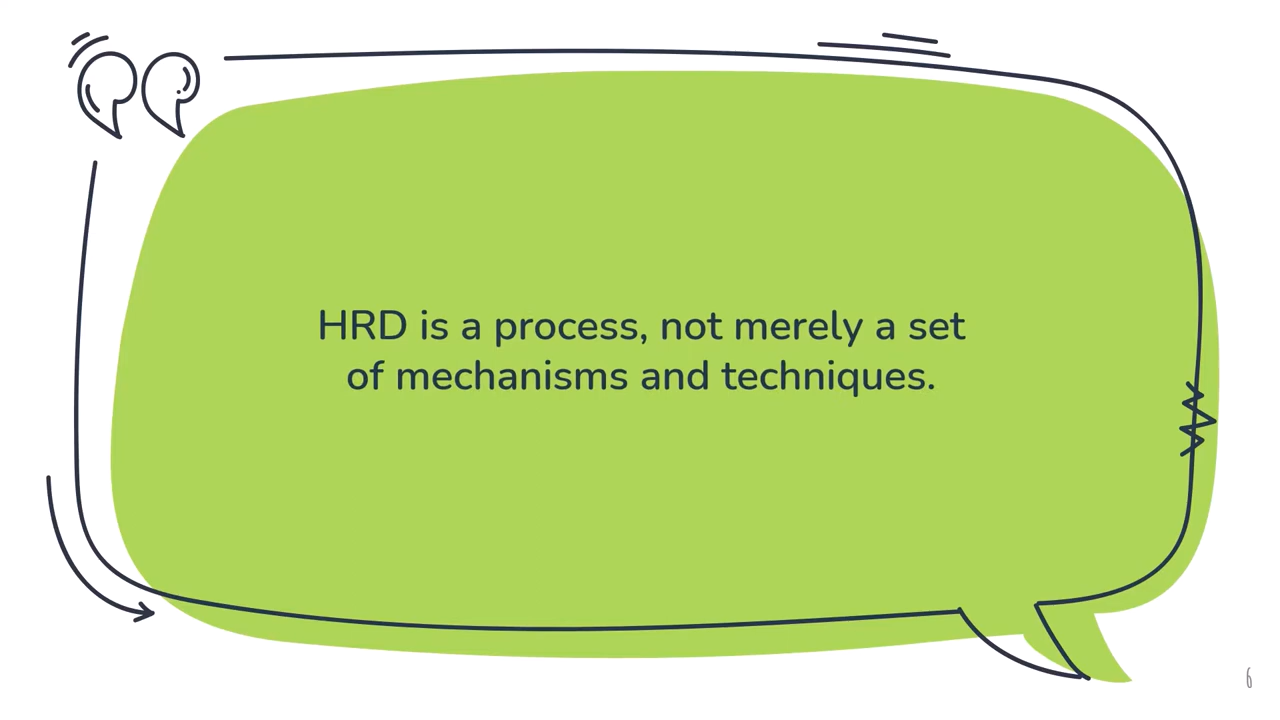 HRD is a process, not merely a set
of mechanisms and techniques.
6